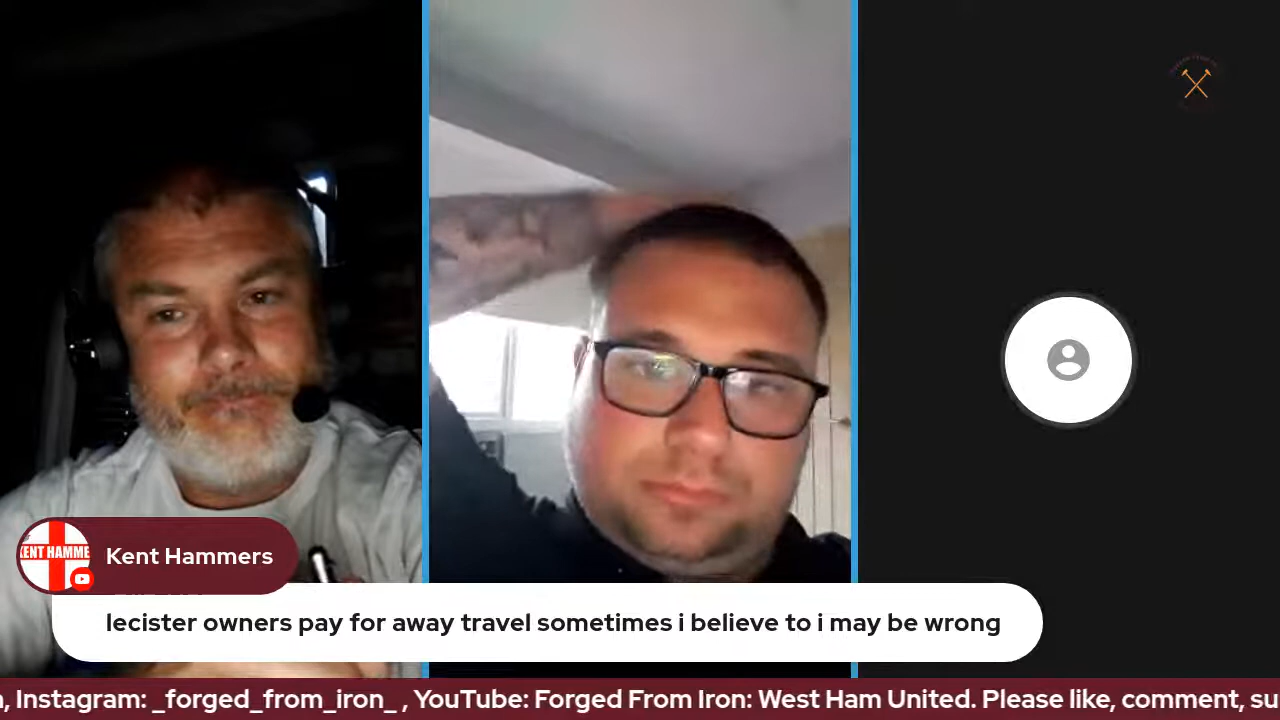 KENT HAMME
Kent Hammers
lecister owners pay for away travel sometimes i believe to i may be wrong
, Instagram: _forged_from_iron_ , YouTube: Forged From Iron: West Ham United. Please like, comment, su